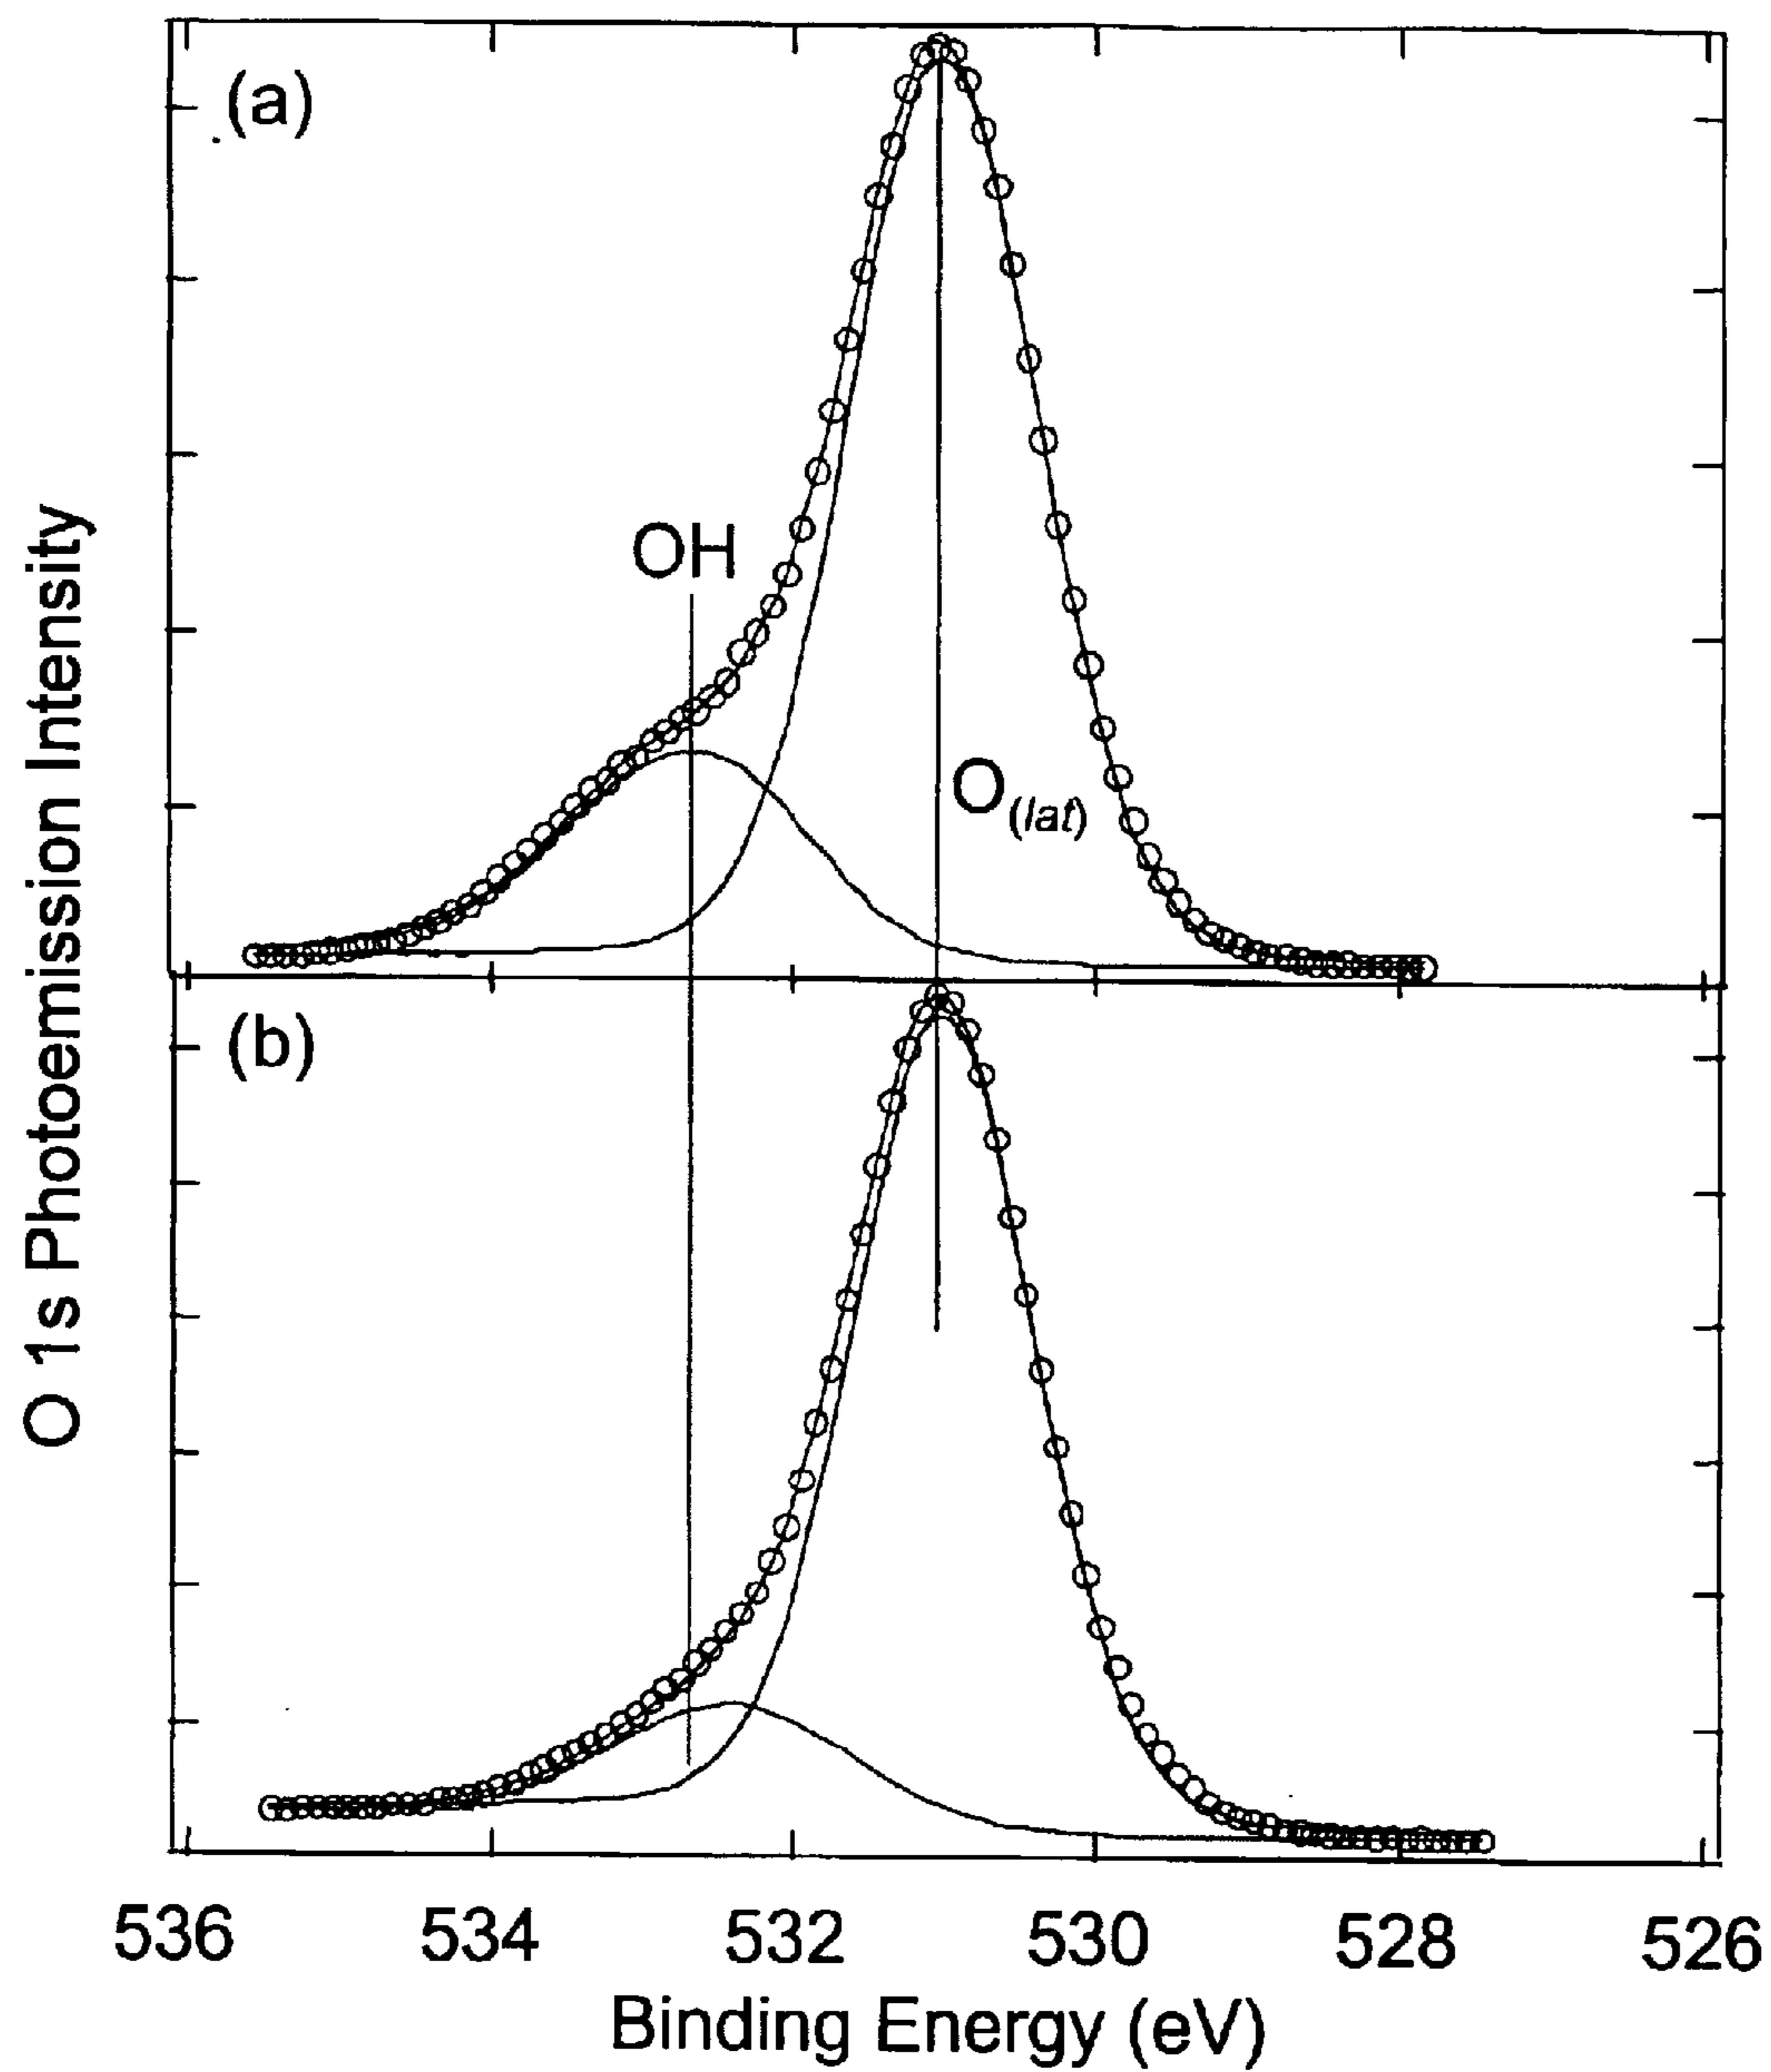 (a)
OH
O(lat)
(b)
O 1s Photoemission Intensity
536 534 532 530 528 526
Binding Energy (eV)